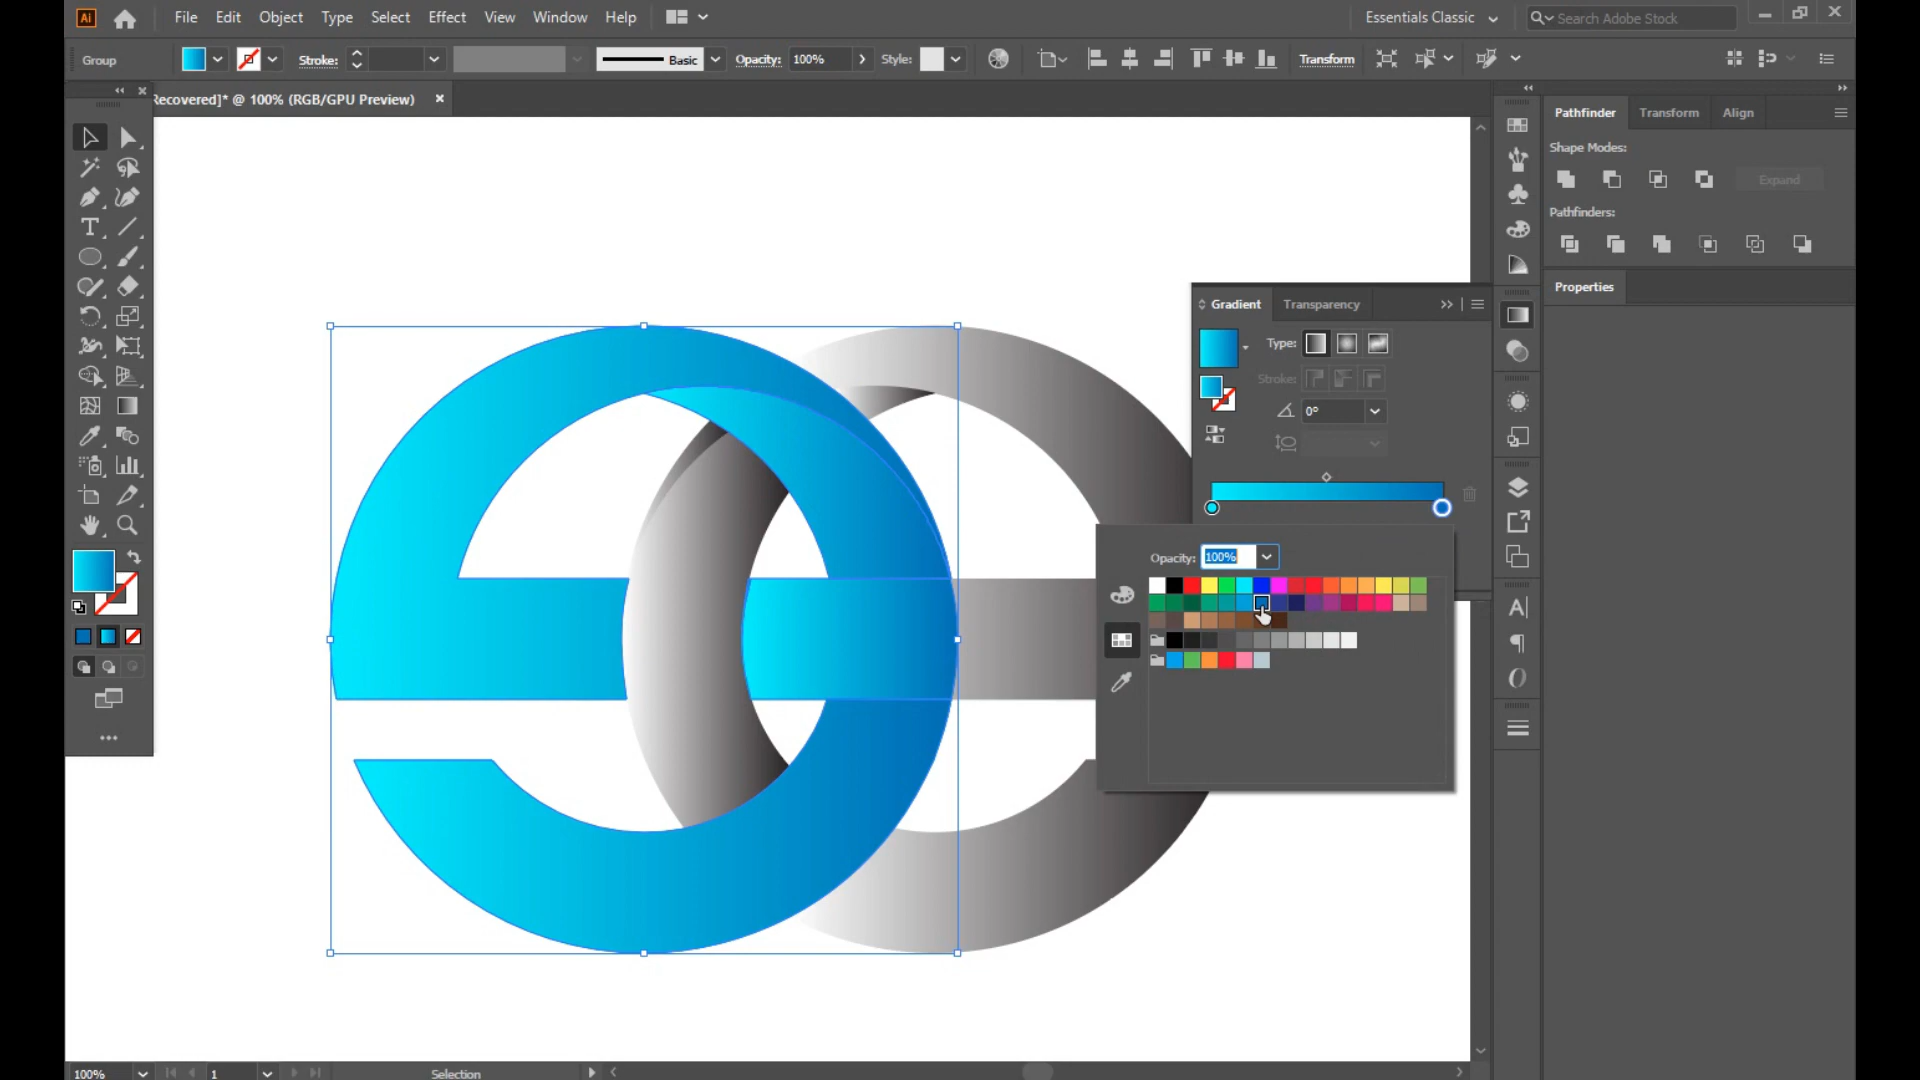 Ai File Edit Object Type Select Effect View Window Help Essentials Classic Search Adobe Stock
Group Stroke: Basic Opacity: 100% Style: Transform
Recovered]* @ 100% (RGB/GPU Preview)
Pathfinder Transform Align
Shape Modes:
Expand
Pathfinders:
Properties
Gradient Transparency
Type:
Stroke:
0°
Opacity: 100%
100% 1 Selection